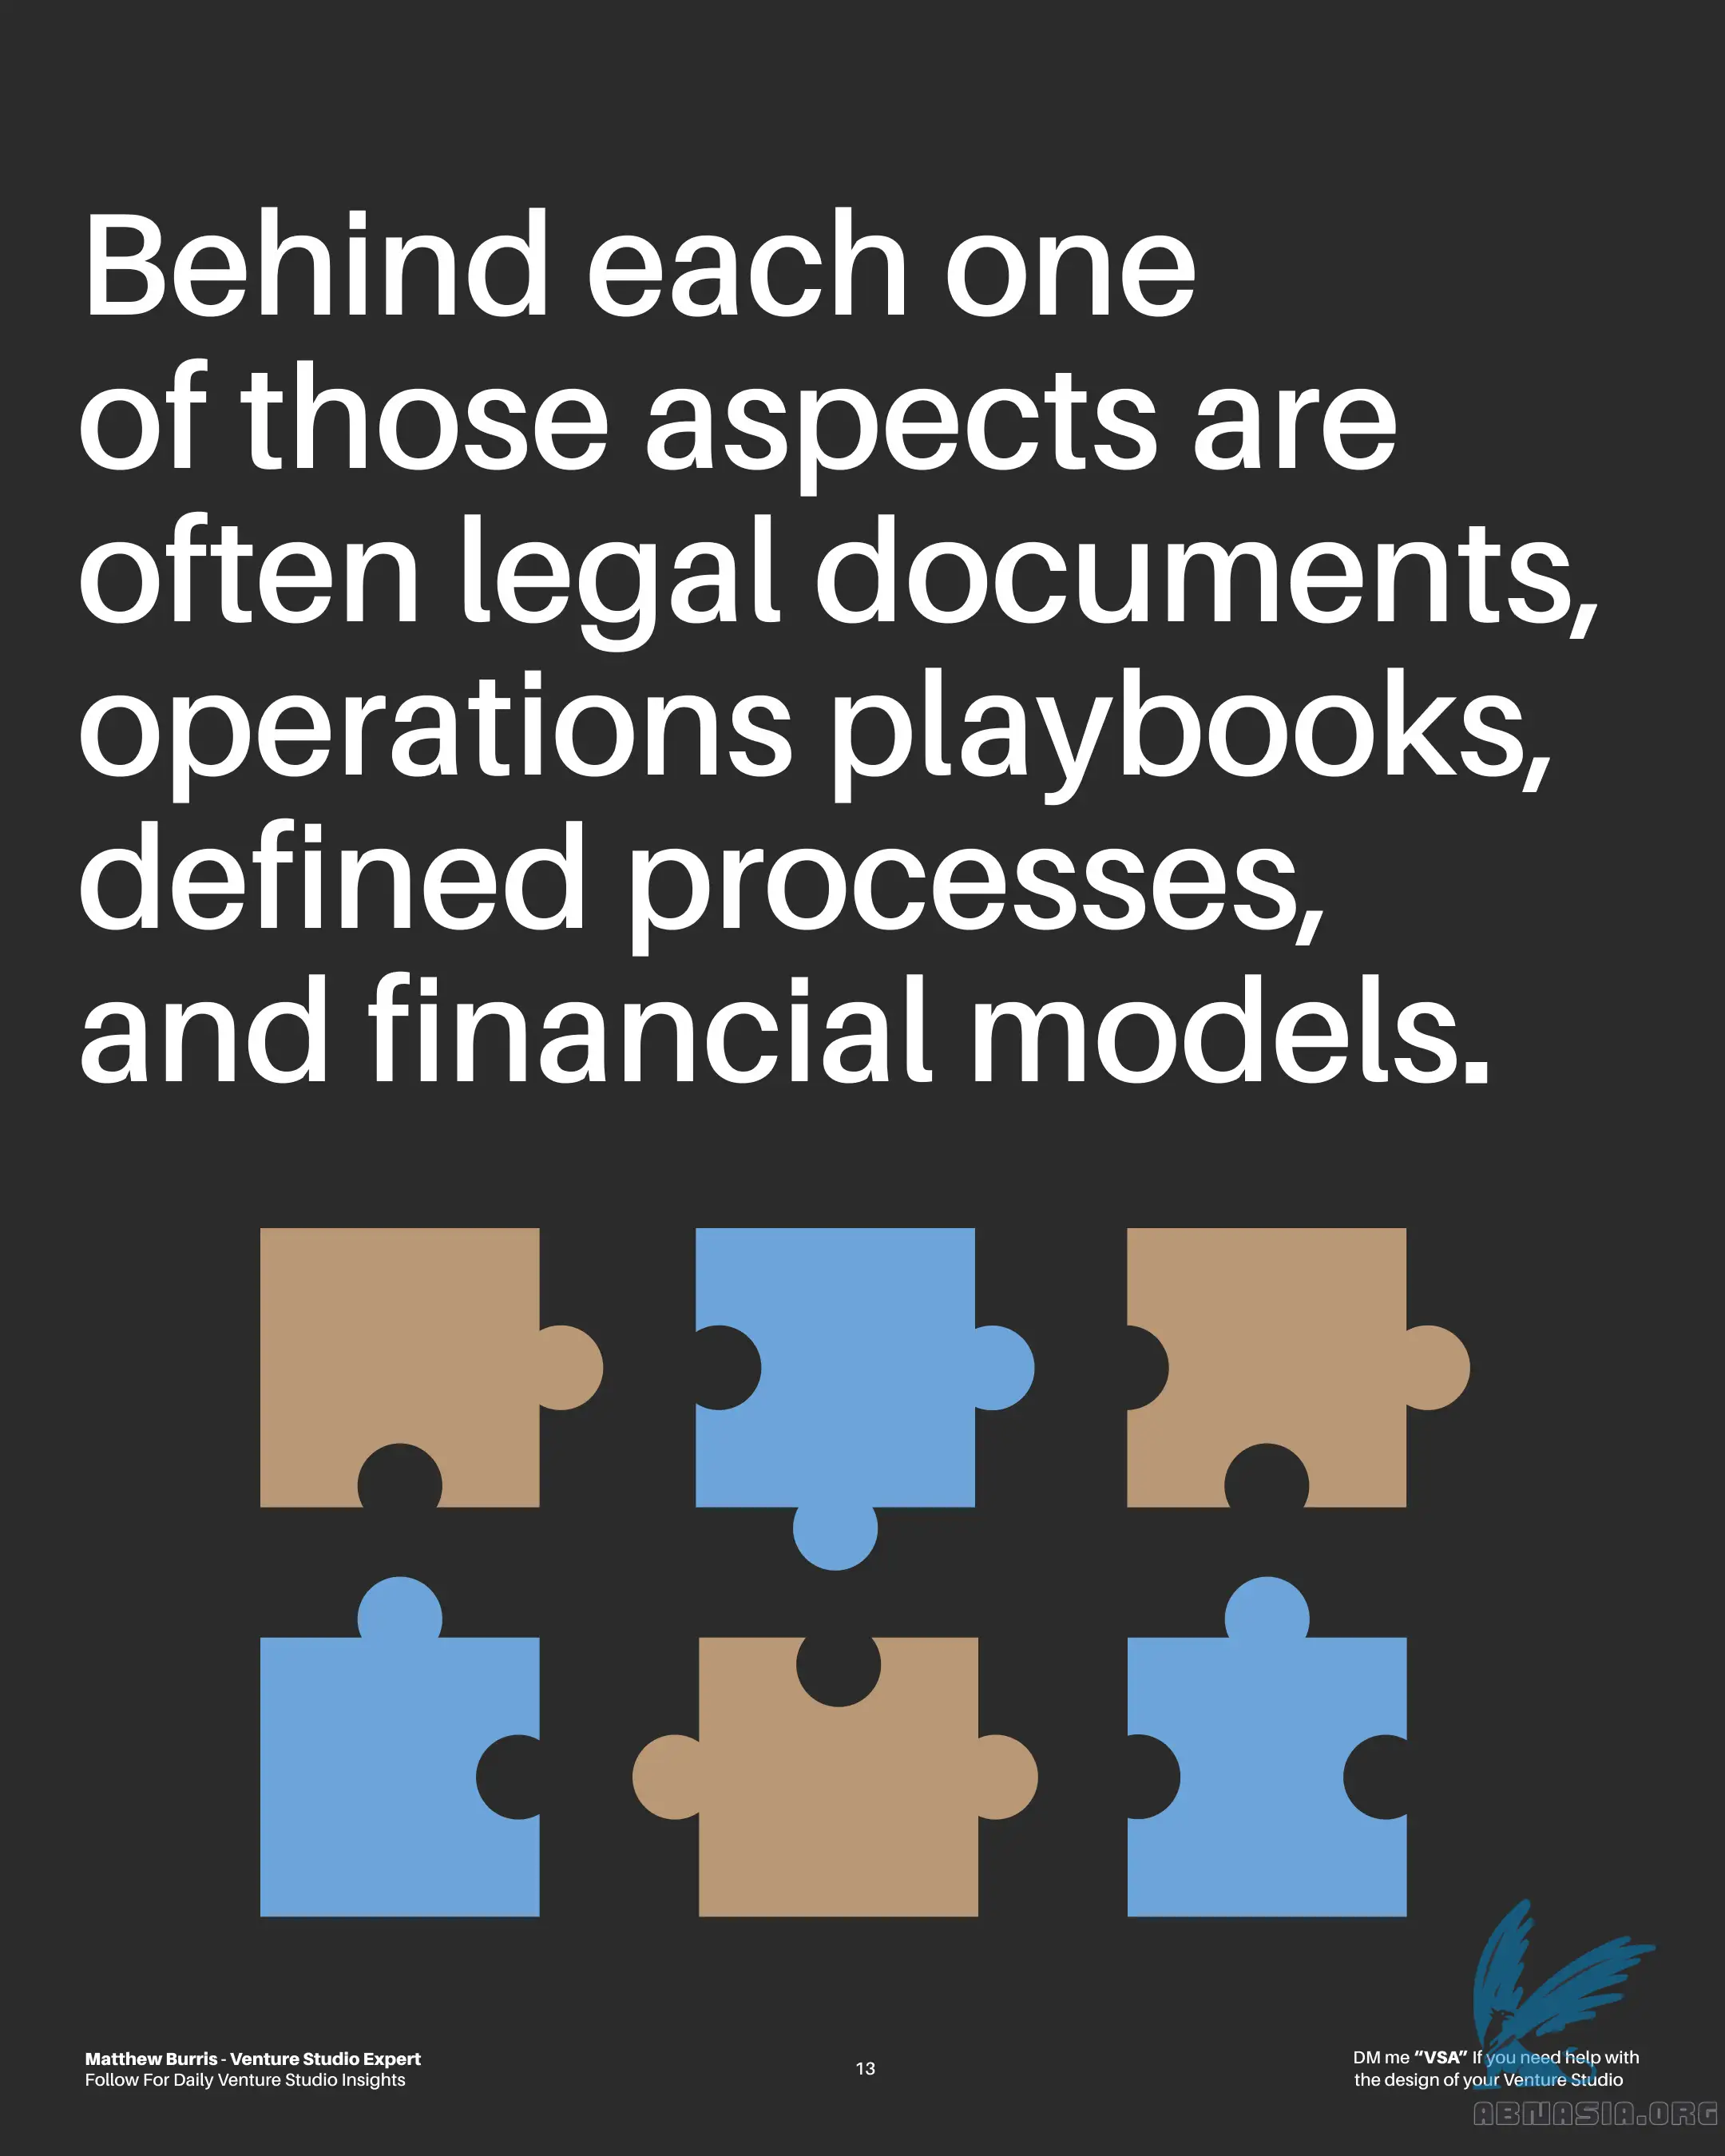 Behind each one
of those aspects are
often legal documents,
operations playbooks,
defined processes,
and financial models.
Matthew Burris - Venture Studio Expert
Follow For Daily Venture Studio Insights
13
DM me “VSA” If you need help with
the design of your Venture Studio
ABMASIA.ORG